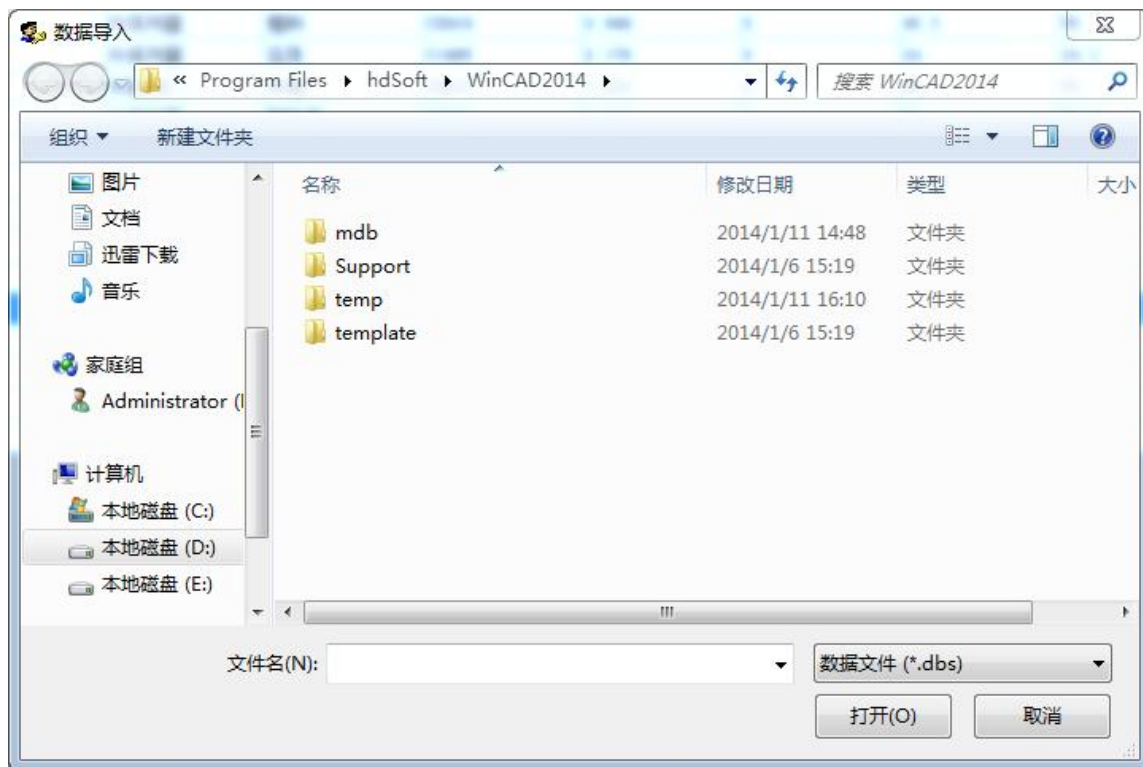 数据导入
« Program Files ▸ hdSoft ▸ WinCAD2014 ▸
搜索 WinCAD2014
组织 新建文件夹
图片
文档
迅雷下载
音乐
家庭组
Administrator (
计算机
本地磁盘 (C:)
本地磁盘 (D:)
本地磁盘 (E:)
名称 修改日期 类型 大小
mdb 2014/1/11 14:48 文件夹
Support 2014/1/6 15:19 文件夹
temp 2014/1/11 16:10 文件夹
template 2014/1/6 15:19 文件夹
文件名(N): 数据文件 (*.dbs)
打开(O) 取消